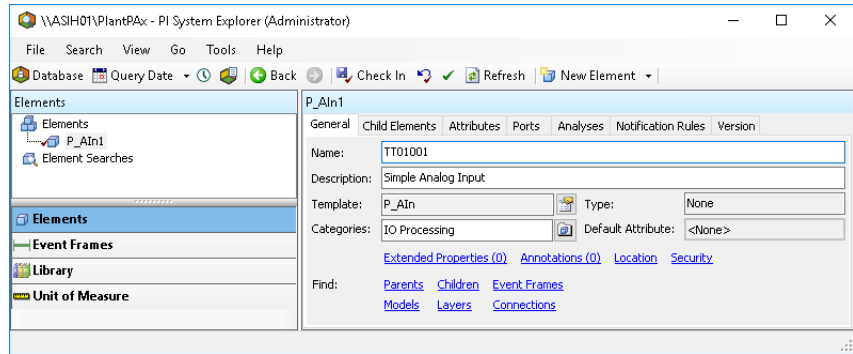 \\ASIH01\PlantPAx - PI System Explorer (Administrator)
File Search View Go Tools Help
Database Query Date Back Check In Refresh New Element
Elements
Elements
P_AIn1
Element Searches
Elements
Event Frames
Library
Unit of Measure
P_AIn1
General Child Elements Attributes Ports Analyses Notification Rules Version
Name: TT01001
Description: Simple Analog Input
Template: P_AIn Type: None
Categories: IO Processing Default Attribute: <None>
Extended Properties (0) Annotations (0) Location Security
Find: Parents Children Event Frames
Models Layers Connections